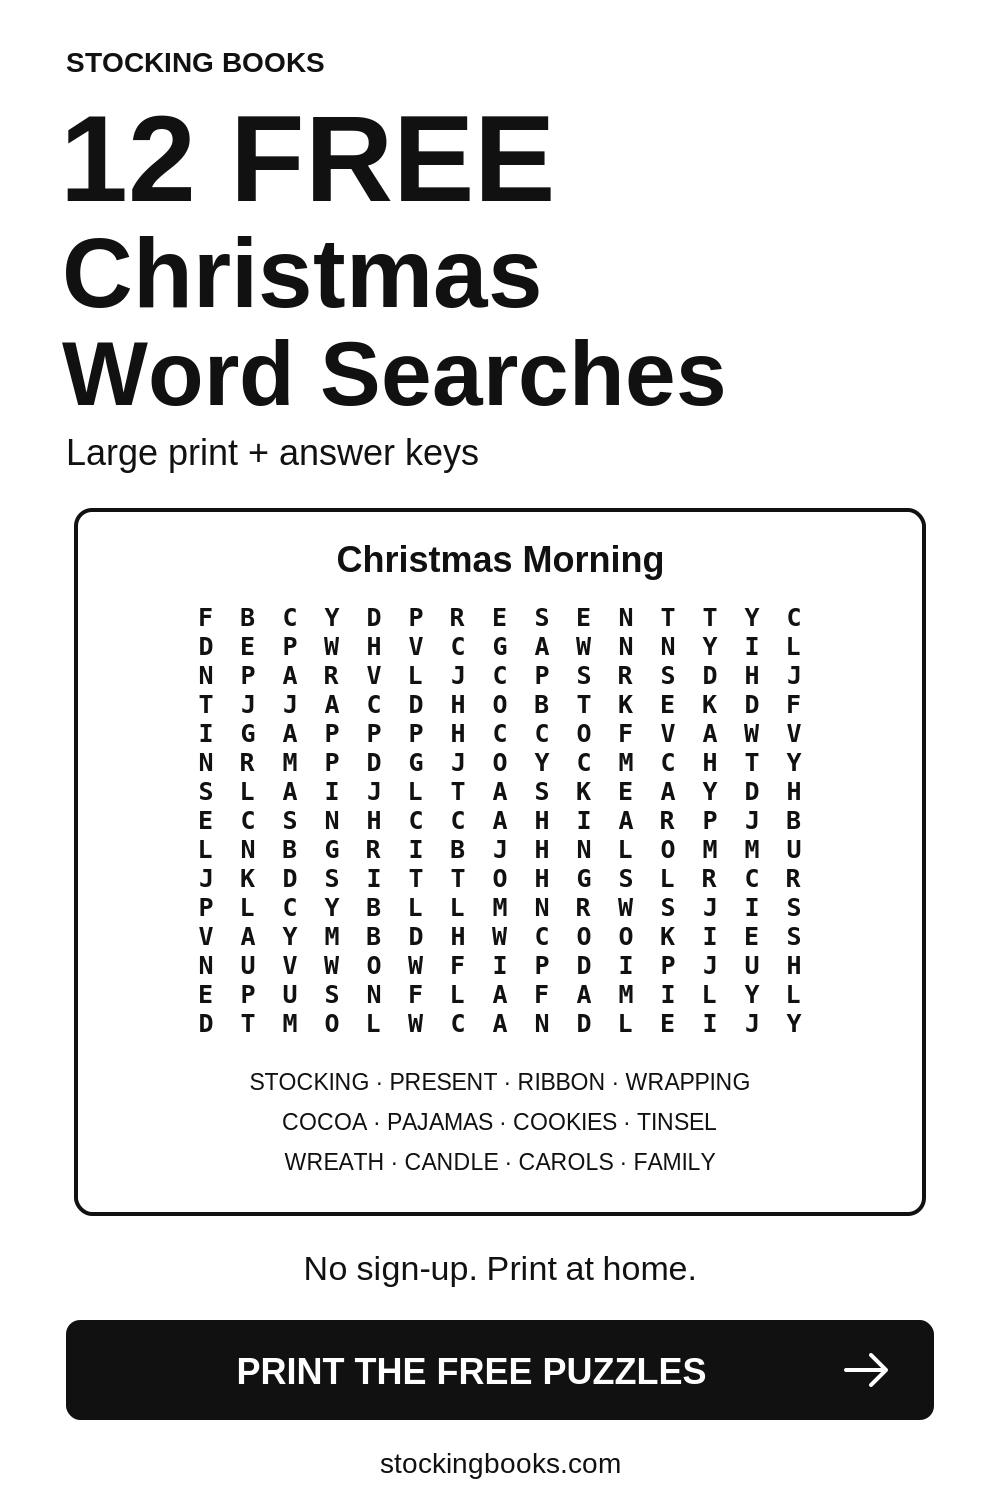 STOCKING BOOKS
12 FREE
Christmas
Word Searches
Large print + answer keys
Christmas Morning
F B C Y D P R E S E N T T Y C
D E P W H V C G A W N N Y I L
N P A R V L J C P S R S D H J
T J J A C D H O B T K E K D F
I G A P P P H C C O F V A W V
N R M P D G J O Y C M C H T Y
S L A I J L T A S K E A Y D H
E C S N H C C A H I A R P J B
L N B G R I B J H N L O M M U
J K D S I T T O H G S L R C R
P L C Y B L L M N R W S J I S
V A Y M B D H W C O O K I E S
N U V W O W F I P D I P J U H
E P U S N F L A F A M I L Y L
D T M O L W C A N D L E I J Y
STOCKING · PRESENT · RIBBON · WRAPPING
COCOA · PAJAMAS · COOKIES · TINSEL
WREATH · CANDLE · CAROLS · FAMILY
No sign-up. Print at home.
PRINT THE FREE PUZZLES →
stockingbooks.com